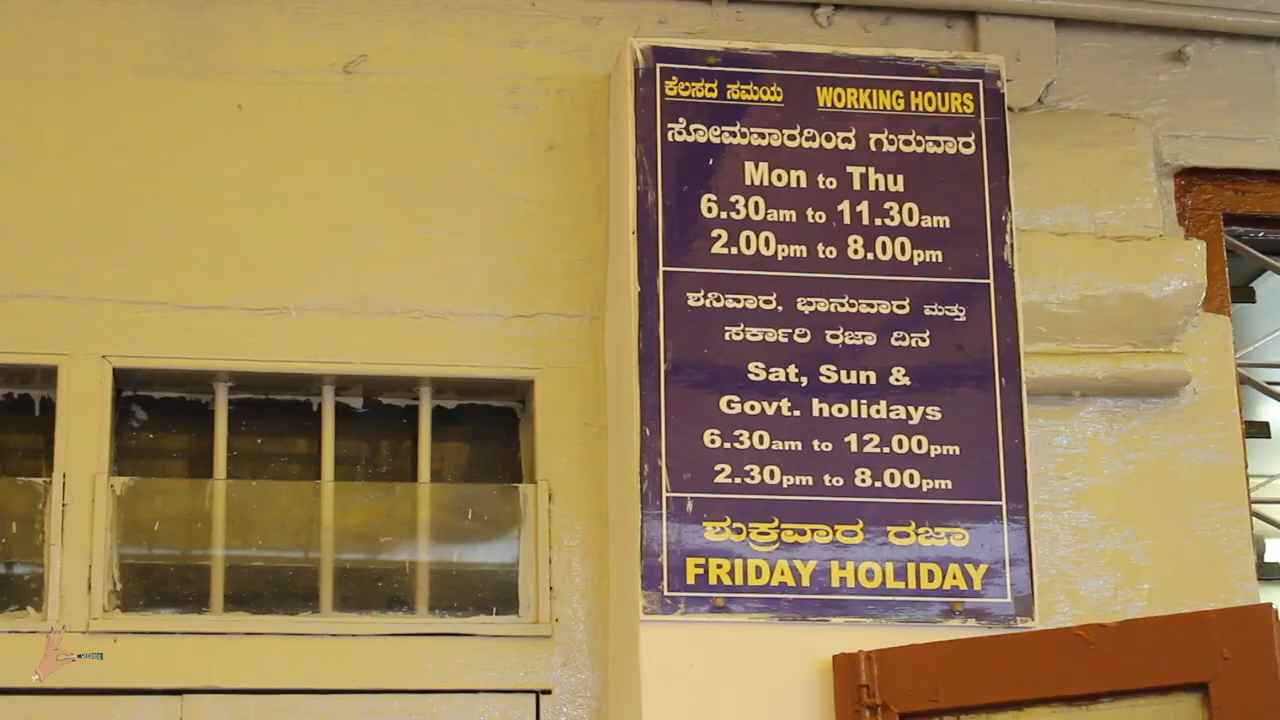 ಕೆಲಸದ ಸಮಯ WORKING HOURS
ಸೋಮವಾರದಿಂದ ಗುರುವಾರ
Mon to Thu
6.30am to 11.30am
2.00pm to 8.00pm
ಶನಿವಾರ, ಭಾನುವಾರ ಮತ್ತು
ಸರ್ಕಾರಿ ರಜಾ ದಿನ
Sat, Sun &
Govt. holidays
6.30am to 12.00pm
2.30pm to 8.00pm
ಶುಕ್ರವಾರ ರಜಾ
FRIDAY HOLIDAY